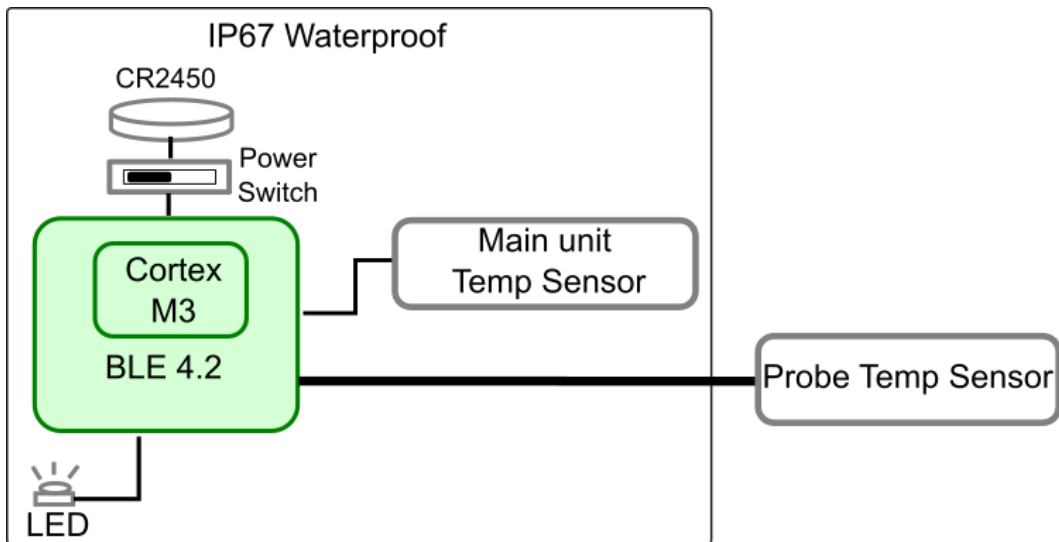 IP67 Waterproof
CR2450
Power
Switch
Main unit
Temp Sensor
Cortex
M3
BLE 4.2
Probe Temp Sensor
LED